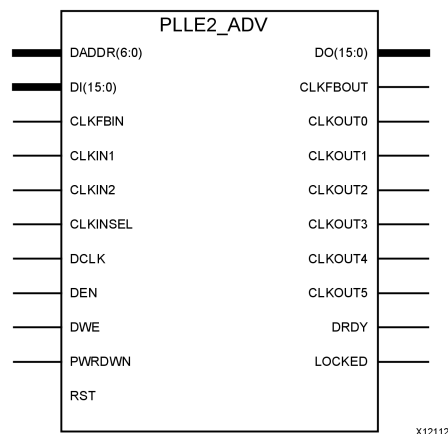 PLLE2_ADV
DADDR(6:0) DO(15:0)
DI(15:0) CLKFBOUT
CLKFBIN CLKOUT0
CLKIN1 CLKOUT1
CLKIN2 CLKOUT2
CLKINSEL CLKOUT3
DCLK CLKOUT4
DEN CLKOUT5
DWE DRDY
PWRDWN LOCKED
RST
X12112